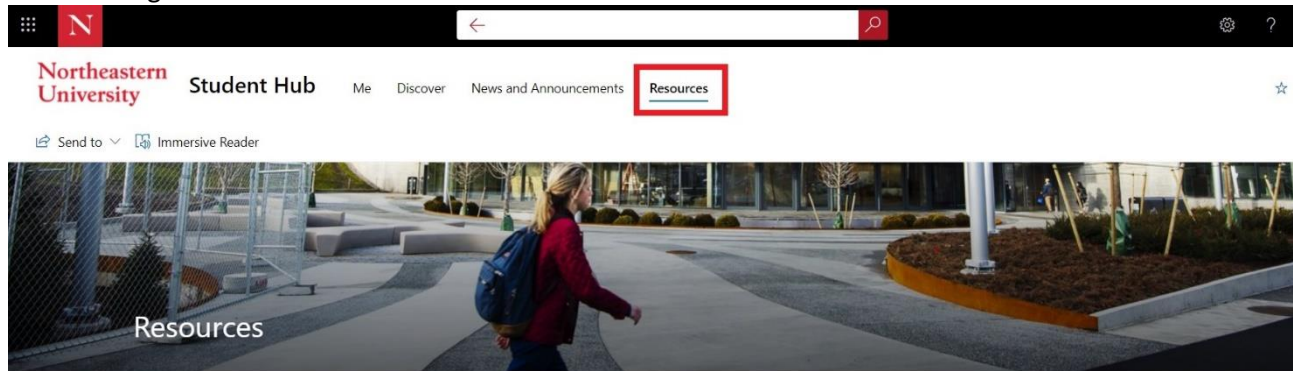 N
?
Northeastern
University
Student Hub
Me
Discover
News and Announcements
Resources
Send to
Immersive Reader
Resources